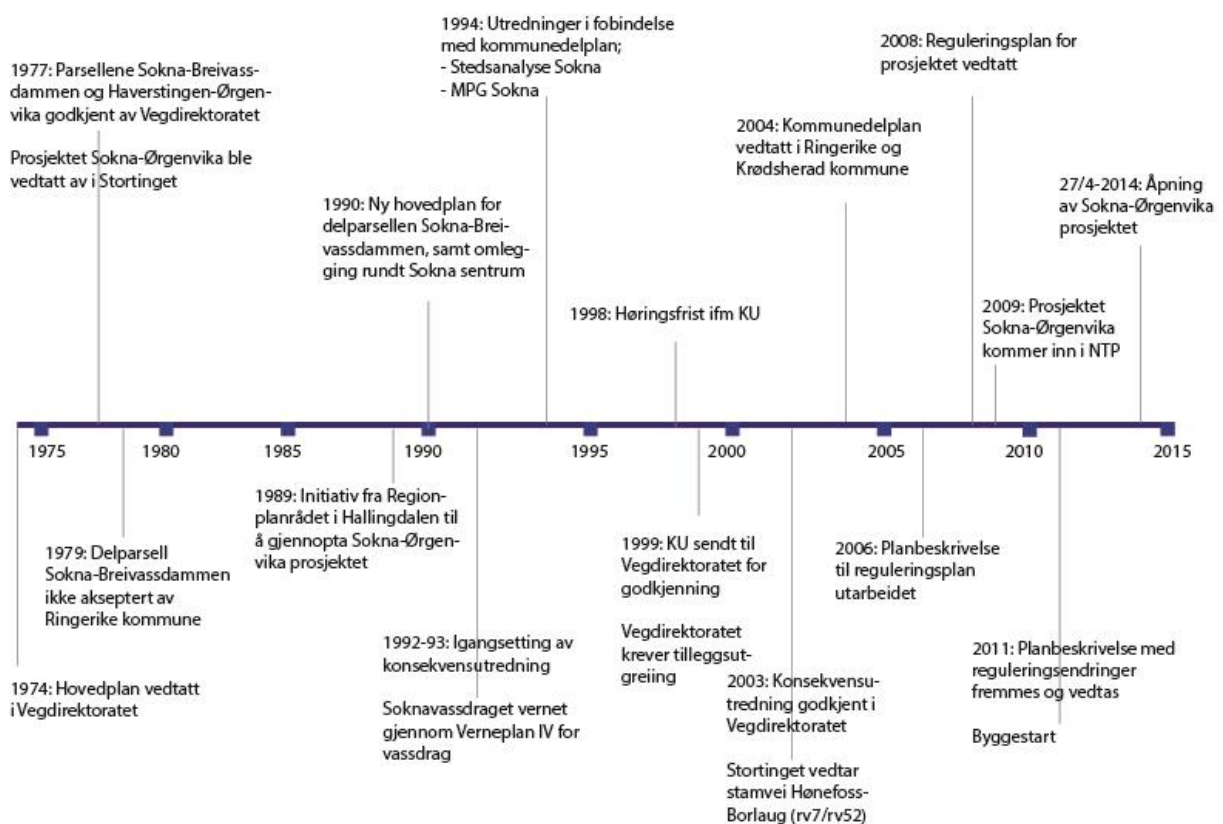 1977: Parsellene Sokna-Breivass-
dammen og Haverstingen-Ørgen-
vika godkjent av Vegdirektoratet
Prosjektet Sokna-Ørgenvika ble
vedtatt av i Stortinget
1990: Ny hovedplan for
delparsellen Sokna-Brei-
vassdammen, samt omleg-
ging rundt Sokna sentrum
1994: Utredninger i fobindelse
med kommunedelplan;
- Stedsanalyse Sokna
- MPG Sokna
1998: Høringsfrist ifm KU
2004: Kommunedelplan
vedtatt i Ringerike og
Krødsherad kommune
2008: Reguleringsplan for
prosjektet vedtatt
2009: Prosjektet
Sokna-Ørgenvika
kommer inn i NTP
27/4-2014: Åpning
av Sokna-Ørgenvika
prosjektet
1975 1980 1985 1990 1995 2000 2005 2010 2015
1974: Hovedplan vedtatt
i Vegdirektoratet
1979: Delparsell
Sokna-Breivassdammen
ikke akseptert av
Ringerike kommune
1989: Initiativ fra Region-
planrådet i Hallingdalen til
å gjennopta Sokna-Ørgen-
vika prosjektet
1992-93: Igangsetting av
konsekvensutredning
Soknavassdraget vernet
gjennom Verneplan IV for
vassdrag
1999: KU sendt til
Vegdirektoratet for
godkjenning
Vegdirektoratet
krever tilleggsut-
greiing
2003: Konsekvensu-
tredning godkjent i
Vegdirektoratet
Stortinget vedtar
stamvei Hønefoss-
Borlaug (rv7/rv52)
2006: Planbeskrivelse
til reguleringsplan
utarbeidet
2011: Planbeskrivelse med
reguleringsendringer
fremmes og vedtas
Byggestart